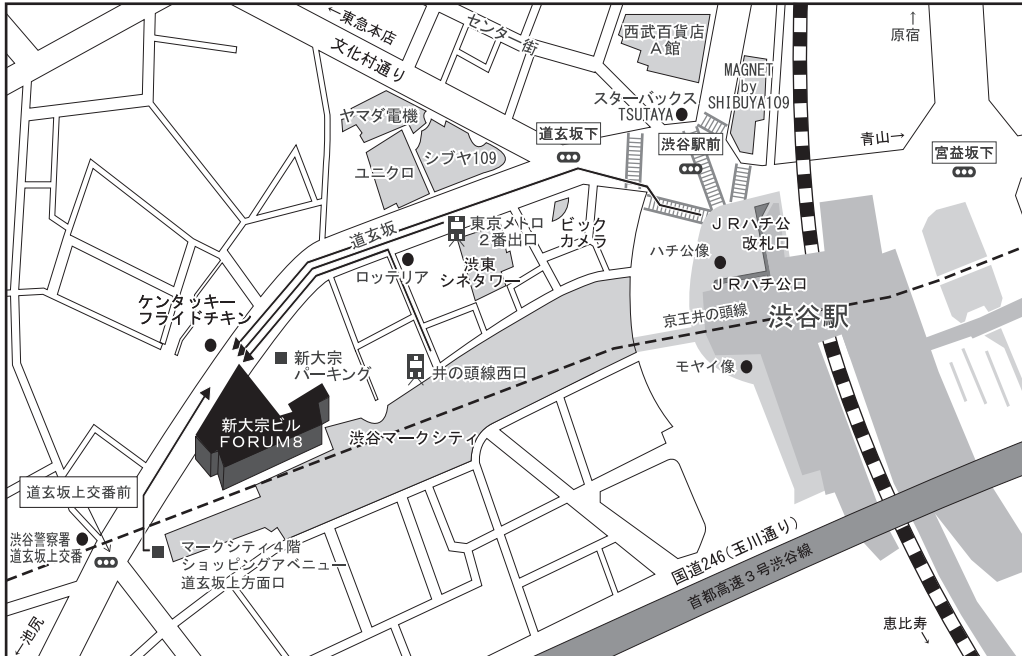 ←東急本店
文化村通り
センター街
西武百貨店
A館
↑
原宿
MAGNET
by
SHIBUYA109
スターバックス
TSUTAYA
ヤマダ電機
道玄坂下
渋谷駅前
青山→
宮益坂下
シブヤ109
ユニクロ
道玄坂
東京メトロ
2番出口
ビック
カメラ
JRハチ公
改札口
ハチ公像
JRハチ公口
ロッテリア
渋東
シネタワー
ケンタッキー
フライドチキン
京王井の頭線
渋谷駅
新大宗
パーキング
井の頭線西口
モヤイ像
新大宗ビル
FORUM8
渋谷マークシティ
道玄坂上交番前
渋谷警察署
道玄坂上交番
マークシティ4階
ショッピングアベニュー
道玄坂上方面口
国道246(玉川通り)
首都高速3号渋谷線
←池尻
恵比寿
↓